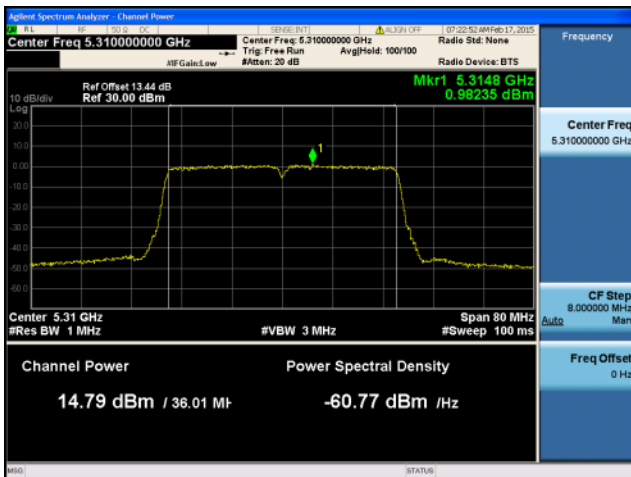 Agilent Spectrum Analyzer - Channel Power
RL RF 50 Ω DC SENSE:INT ALIGN OFF 07:22:52 AM Feb 17, 2015
Center Freq 5.310000000 GHz Center Freq: 5.310000000 GHz Radio Std: None Frequency
Trig: Free Run Avg|Hold: 100/100
#IFGain:Low #Atten: 20 dB Radio Device: BTS
Ref Offset 13.44 dB Mkr1 5.3148 GHz
10 dB/div Ref 30.00 dBm 0.98235 dBm
Log
20.0
10.0
0.00
-10.0
-20.0
-30.0
-40.0
-50.0
-60.0
1
Center Freq
5.310000000 GHz
Center 5.31 GHz Span 80 MHz
#Res BW 1 MHz #VBW 3 MHz #Sweep 100 ms
CF Step
8.000000 MHz
Auto Man
Channel Power Power Spectral Density
14.79 dBm / 36.01 MH -60.77 dBm /Hz
Freq Offset
0 Hz
MSG STATUS